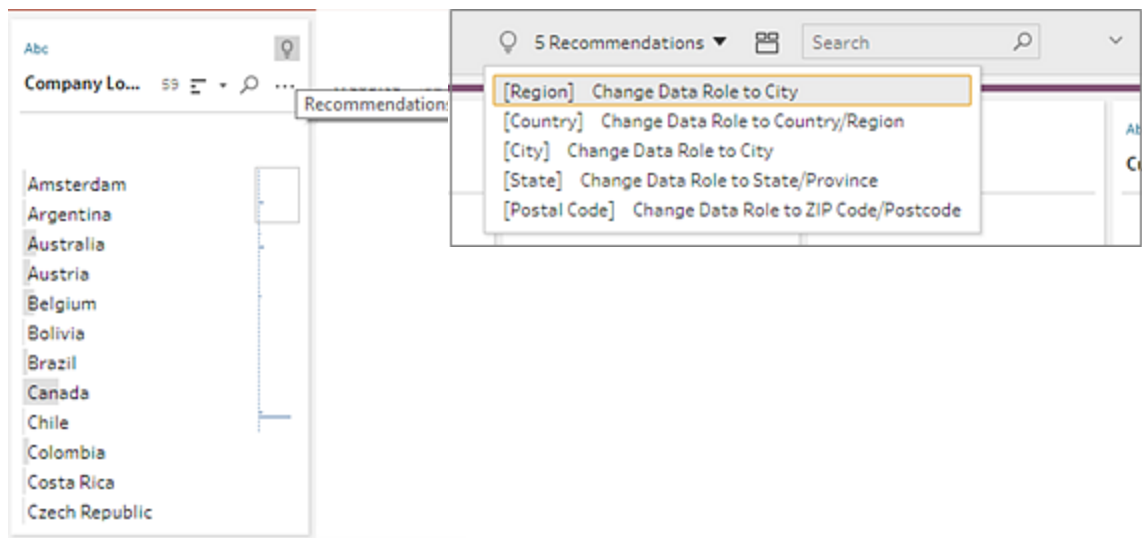 Abc
Company Lo... 59 ...
Recommendations
Amsterdam
Argentina
Australia
Austria
Belgium
Bolivia
Brazil
Canada
Chile
Colombia
Costa Rica
Czech Republic
5 Recommendations Search
[Region] Change Data Role to City
[Country] Change Data Role to Country/Region
[City] Change Data Role to City
[State] Change Data Role to State/Province
[Postal Code] Change Data Role to ZIP Code/Postcode